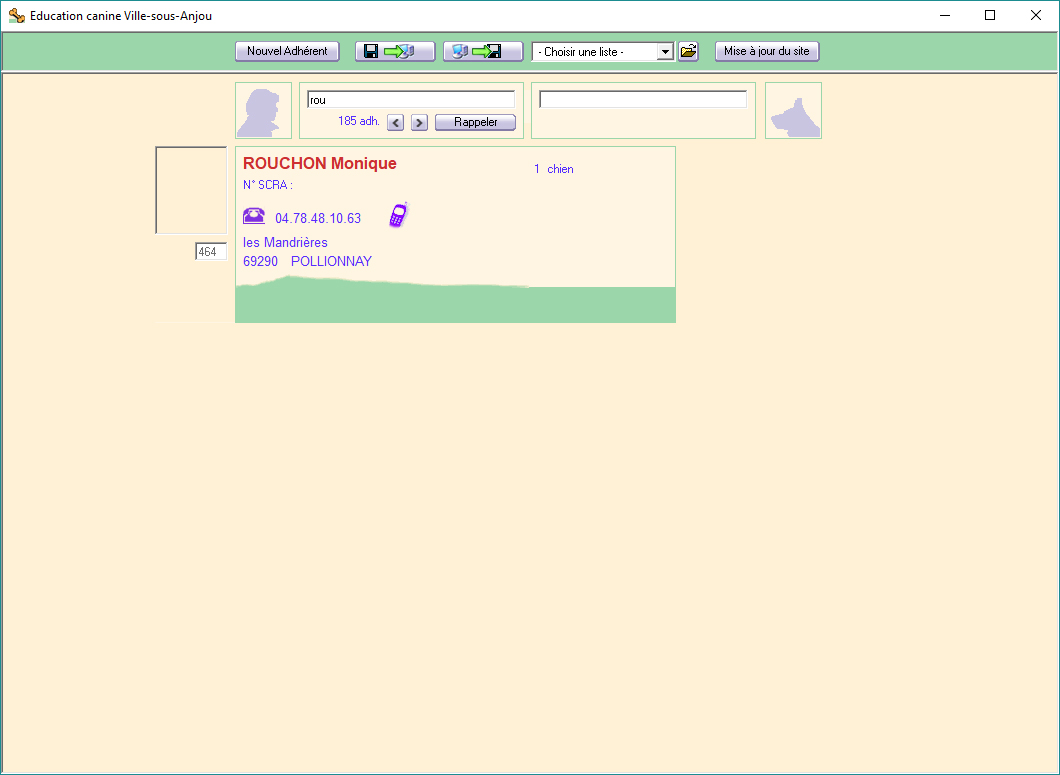 Education canine Ville-sous-Anjou
Nouvel Adhérent
- Choisir une liste -
Mise à jour du site
rou
185 adh.
Rappeler
ROUCHON Monique
1 chien
N° SCRA :
04.78.48.10.63
les Mandrières
464
69290 POLLIONNAY